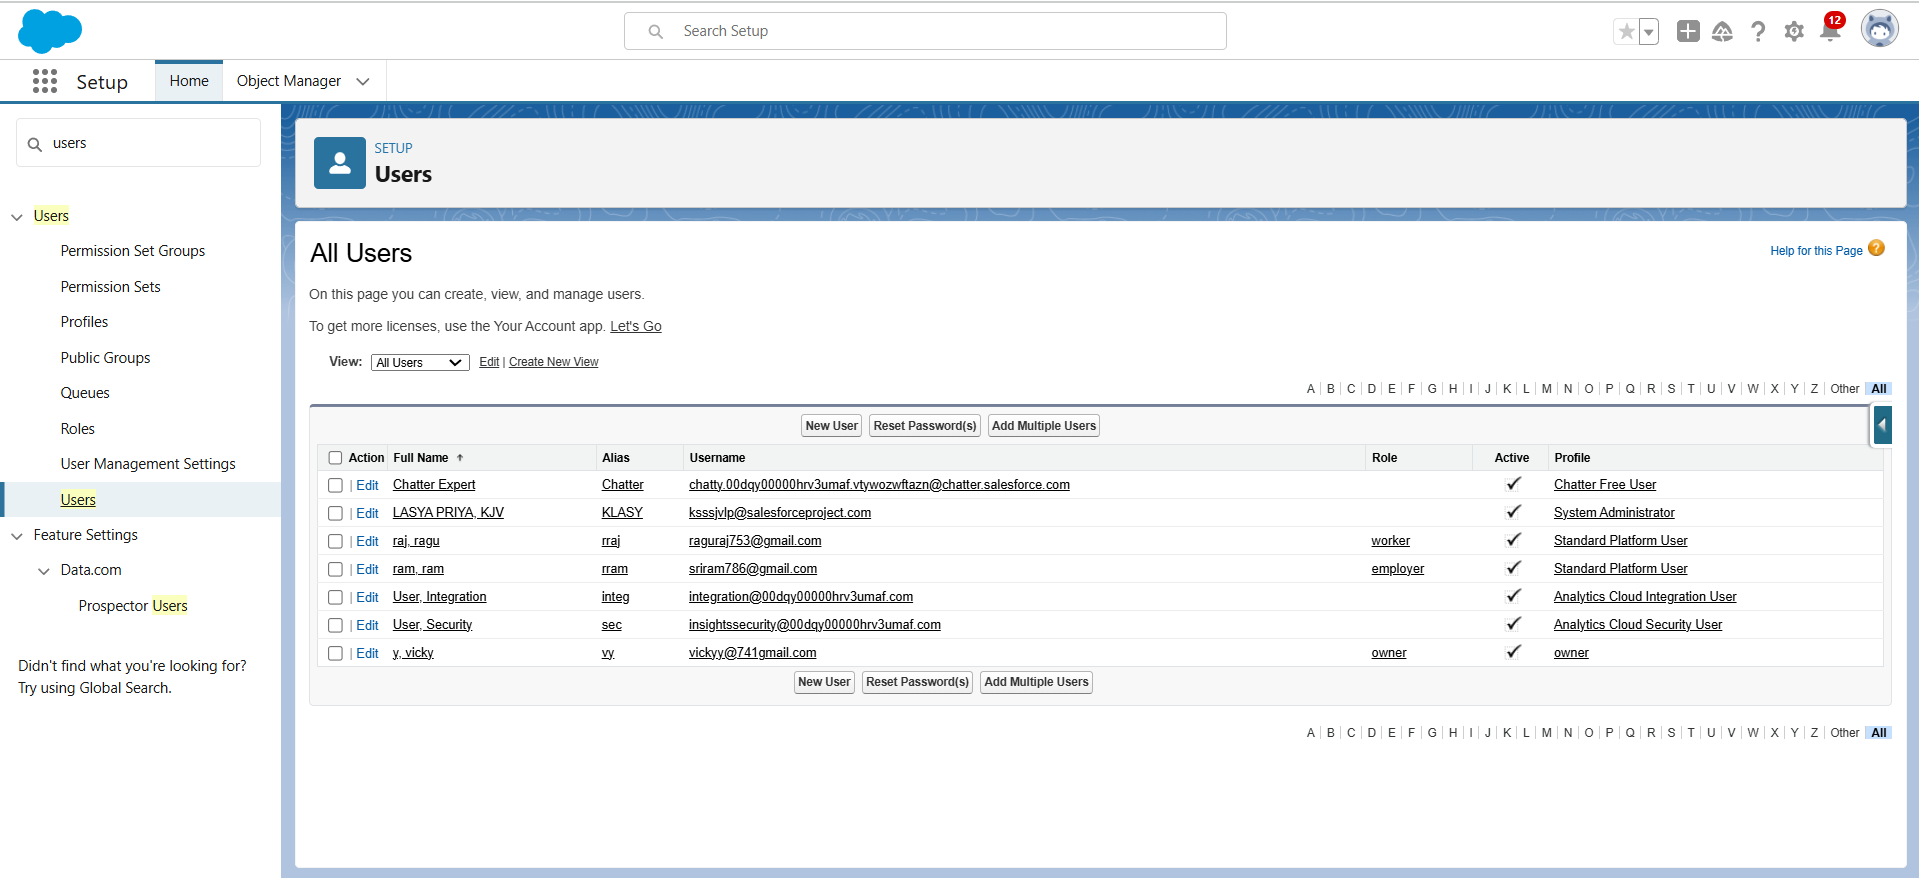 Search Setup
12
Setup
Home
Object Manager
users
Users
Permission Set Groups
Permission Sets
Profiles
Public Groups
Queues
Roles
User Management Settings
Users
Feature Settings
Data.com
Prospector Users
Didn't find what you're looking for?
Try using Global Search.
SETUP
Users
All Users
Help for this Page ?
On this page you can create, view, and manage users.
To get more licenses, use the Your Account app. Let's Go
View: All Users Edit | Create New View
A | B | C | D | E | F | G | H | I | J | K | L | M | N | O | P | Q | R | S | T | U | V | W | X | Y | Z | Other All
New User Reset Password(s) Add Multiple Users
Action Full Name ↑ Alias Username Role Active Profile
| Edit Chatter Expert Chatter chatty.00dqy00000hrv3umaf.vtywozwftazn@chatter.salesforce.com Chatter Free User
| Edit LASYA PRIYA, KJV KLASY ksssjvlp@salesforceproject.com System Administrator
| Edit raj, ragu rraj raguraj753@gmail.com worker Standard Platform User
| Edit ram, ram rram sriram786@gmail.com employer Standard Platform User
| Edit User, Integration integ integration@00dqy00000hrv3umaf.com Analytics Cloud Integration User
| Edit User, Security sec insightssecurity@00dqy00000hrv3umaf.com Analytics Cloud Security User
| Edit y, vicky vy vickyy@741gmail.com owner owner
New User Reset Password(s) Add Multiple Users
A | B | C | D | E | F | G | H | I | J | K | L | M | N | O | P | Q | R | S | T | U | V | W | X | Y | Z | Other All